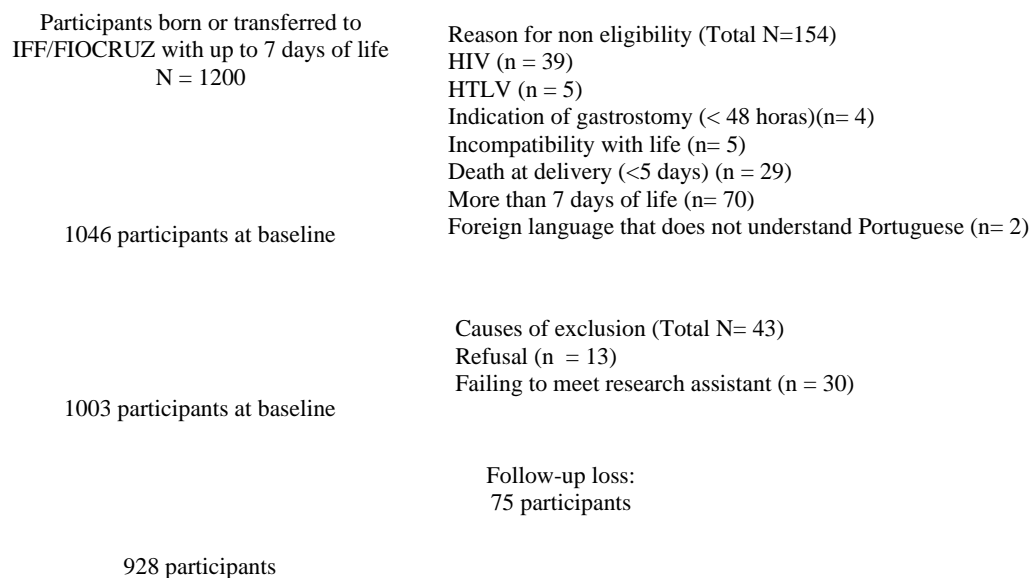 Participants born or transferred to
IFF/FIOCRUZ with up to 7 days of life
N = 1200
Reason for non eligibility (Total N=154)
HIV (n = 39)
HTLV (n = 5)
Indication of gastrostomy (< 48 horas)(n= 4)
Incompatibility with life (n= 5)
Death at delivery (<5 days) (n = 29)
More than 7 days of life (n= 70)
Foreign language that does not understand Portuguese (n= 2)
1046 participants at baseline
Causes of exclusion (Total N= 43)
Refusal (n  = 13)
Failing to meet research assistant (n = 30)
1003 participants at baseline
Follow-up loss:
75 participants
928 participants